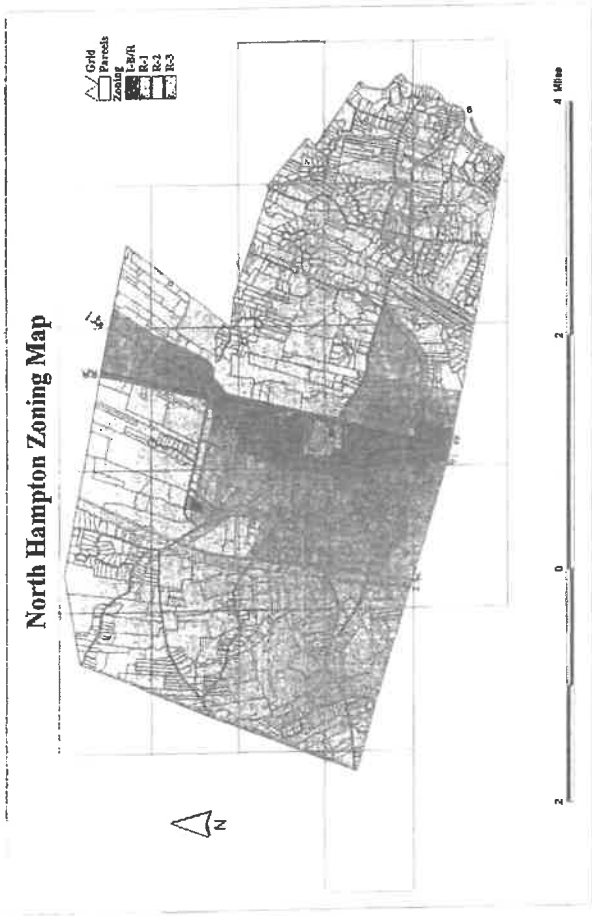 North Hampton Zoning Map
Grid
Parcels
Zoning
I-B/R
R-1
R-2
R-3
N
2
0
2
4 Miles